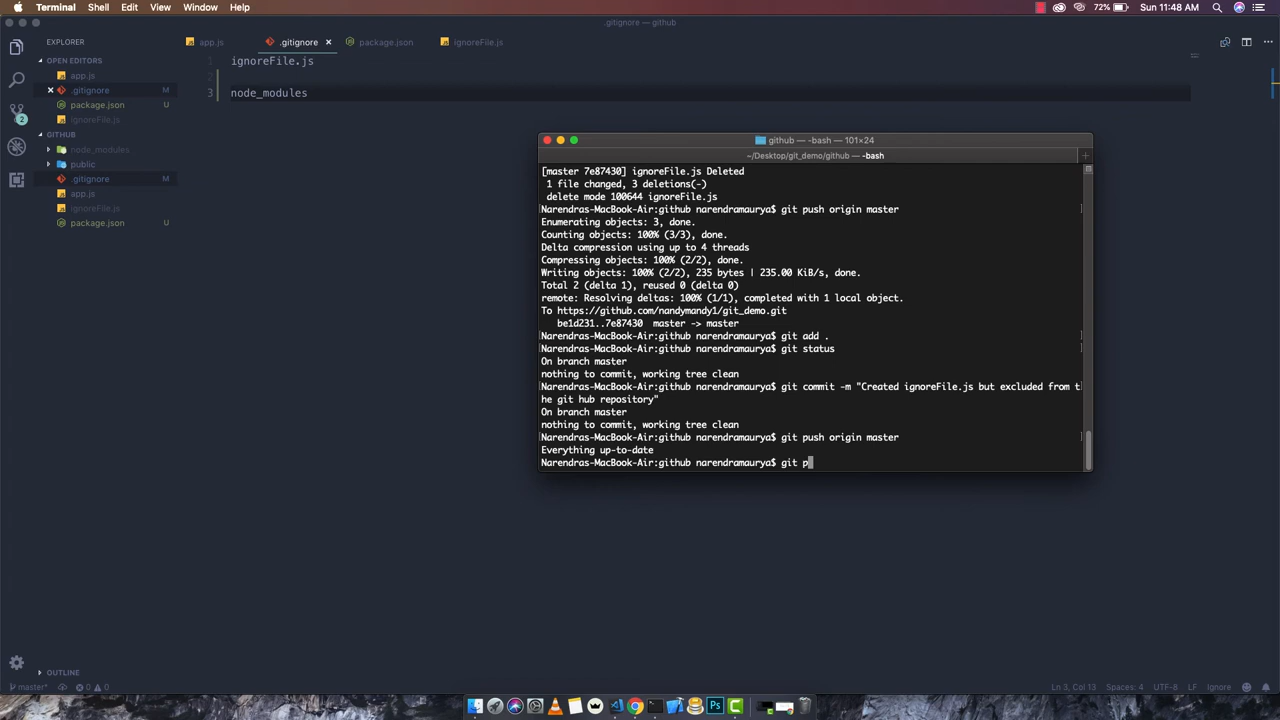 Terminal Shell Edit View Window Help
72% Sun 11:48 AM
.gitignore — github
EXPLORER
app.js
.gitignore
package.json
ignoreFile.js
OPEN EDITORS
app.js
.gitignore M
package.json U
ignoreFile.js
GITHUB
node_modules
public
.gitignore M
app.js
ignoreFile.js
package.json U
2
1 ignoreFile.js
3 node_modules
github — -bash — 101×24
~/Desktop/git_demo/github — -bash
[master 7e87430] ignoreFile.js Deleted
1 file changed, 3 deletions(-)
delete mode 100644 ignoreFile.js
Narendras-MacBook-Air:github narendramaurya$ git push origin master
Enumerating objects: 3, done.
Counting objects: 100% (3/3), done.
Delta compression using up to 4 threads
Compressing objects: 100% (2/2), done.
Writing objects: 100% (2/2), 235 bytes | 235.00 KiB/s, done.
Total 2 (delta 1), reused 0 (delta 0)
remote: Resolving deltas: 100% (1/1), completed with 1 local object.
To https://github.com/nandymandy1/git_demo.git
be1d231..7e87430 master -> master
Narendras-MacBook-Air:github narendramaurya$ git add .
Narendras-MacBook-Air:github narendramaurya$ git status
On branch master
nothing to commit, working tree clean
Narendras-MacBook-Air:github narendramaurya$ git commit -m "Created ignoreFile.js but excluded from t
he git hub repository"
On branch master
nothing to commit, working tree clean
Narendras-MacBook-Air:github narendramaurya$ git push origin master
Everything up-to-date
Narendras-MacBook-Air:github narendramaurya$ git p
OUTLINE
master* 0 0
Ln 3, Col 13 Spaces: 4 UTF-8 LF Ignore
Ps